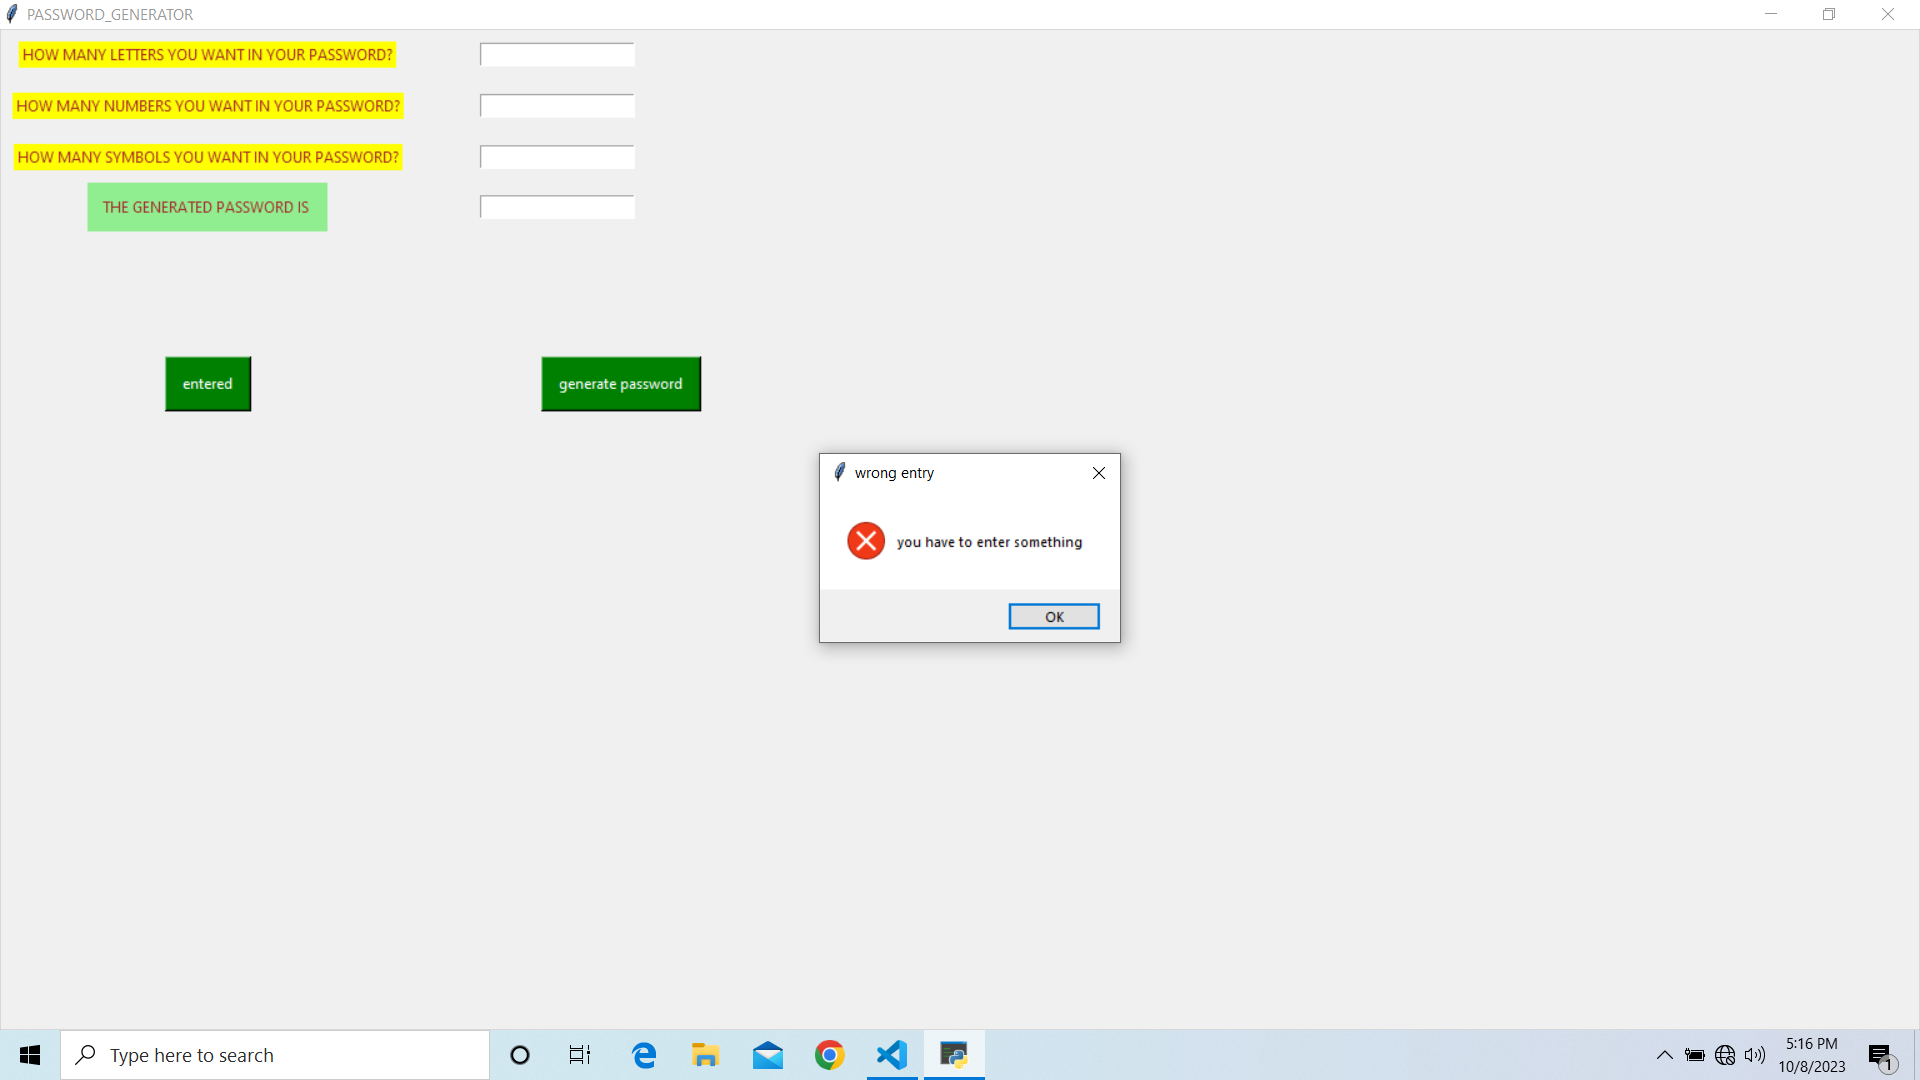 PASSWORD_GENERATOR
HOW MANY LETTERS YOU WANT IN YOUR PASSWORD?
HOW MANY NUMBERS YOU WANT IN YOUR PASSWORD?
HOW MANY SYMBOLS YOU WANT IN YOUR PASSWORD?
THE GENERATED PASSWORD IS
entered
generate password
wrong entry
you have to enter something
OK
Type here to search
5:16 PM
10/8/2023
1